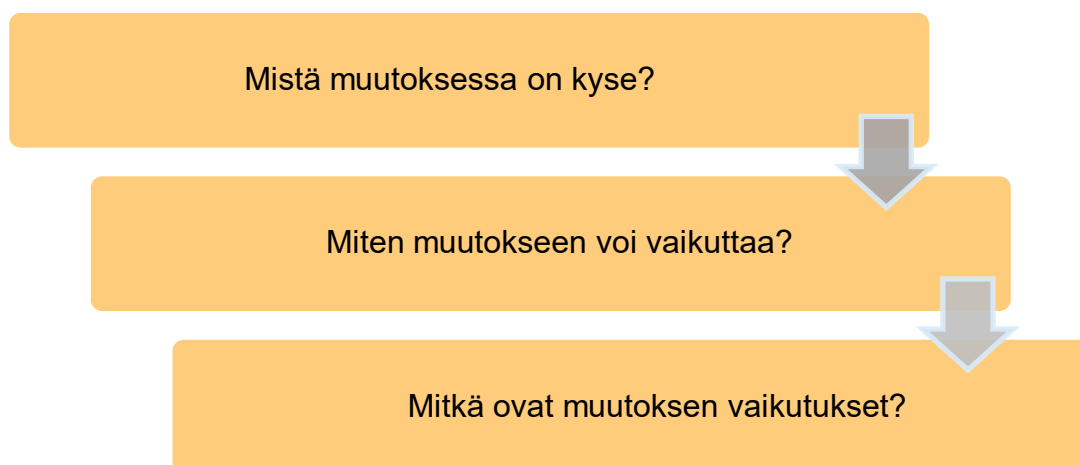 Mistä muutoksessa on kyse?
Miten muutokseen voi vaikuttaa?
Mitkä ovat muutoksen vaikutukset?